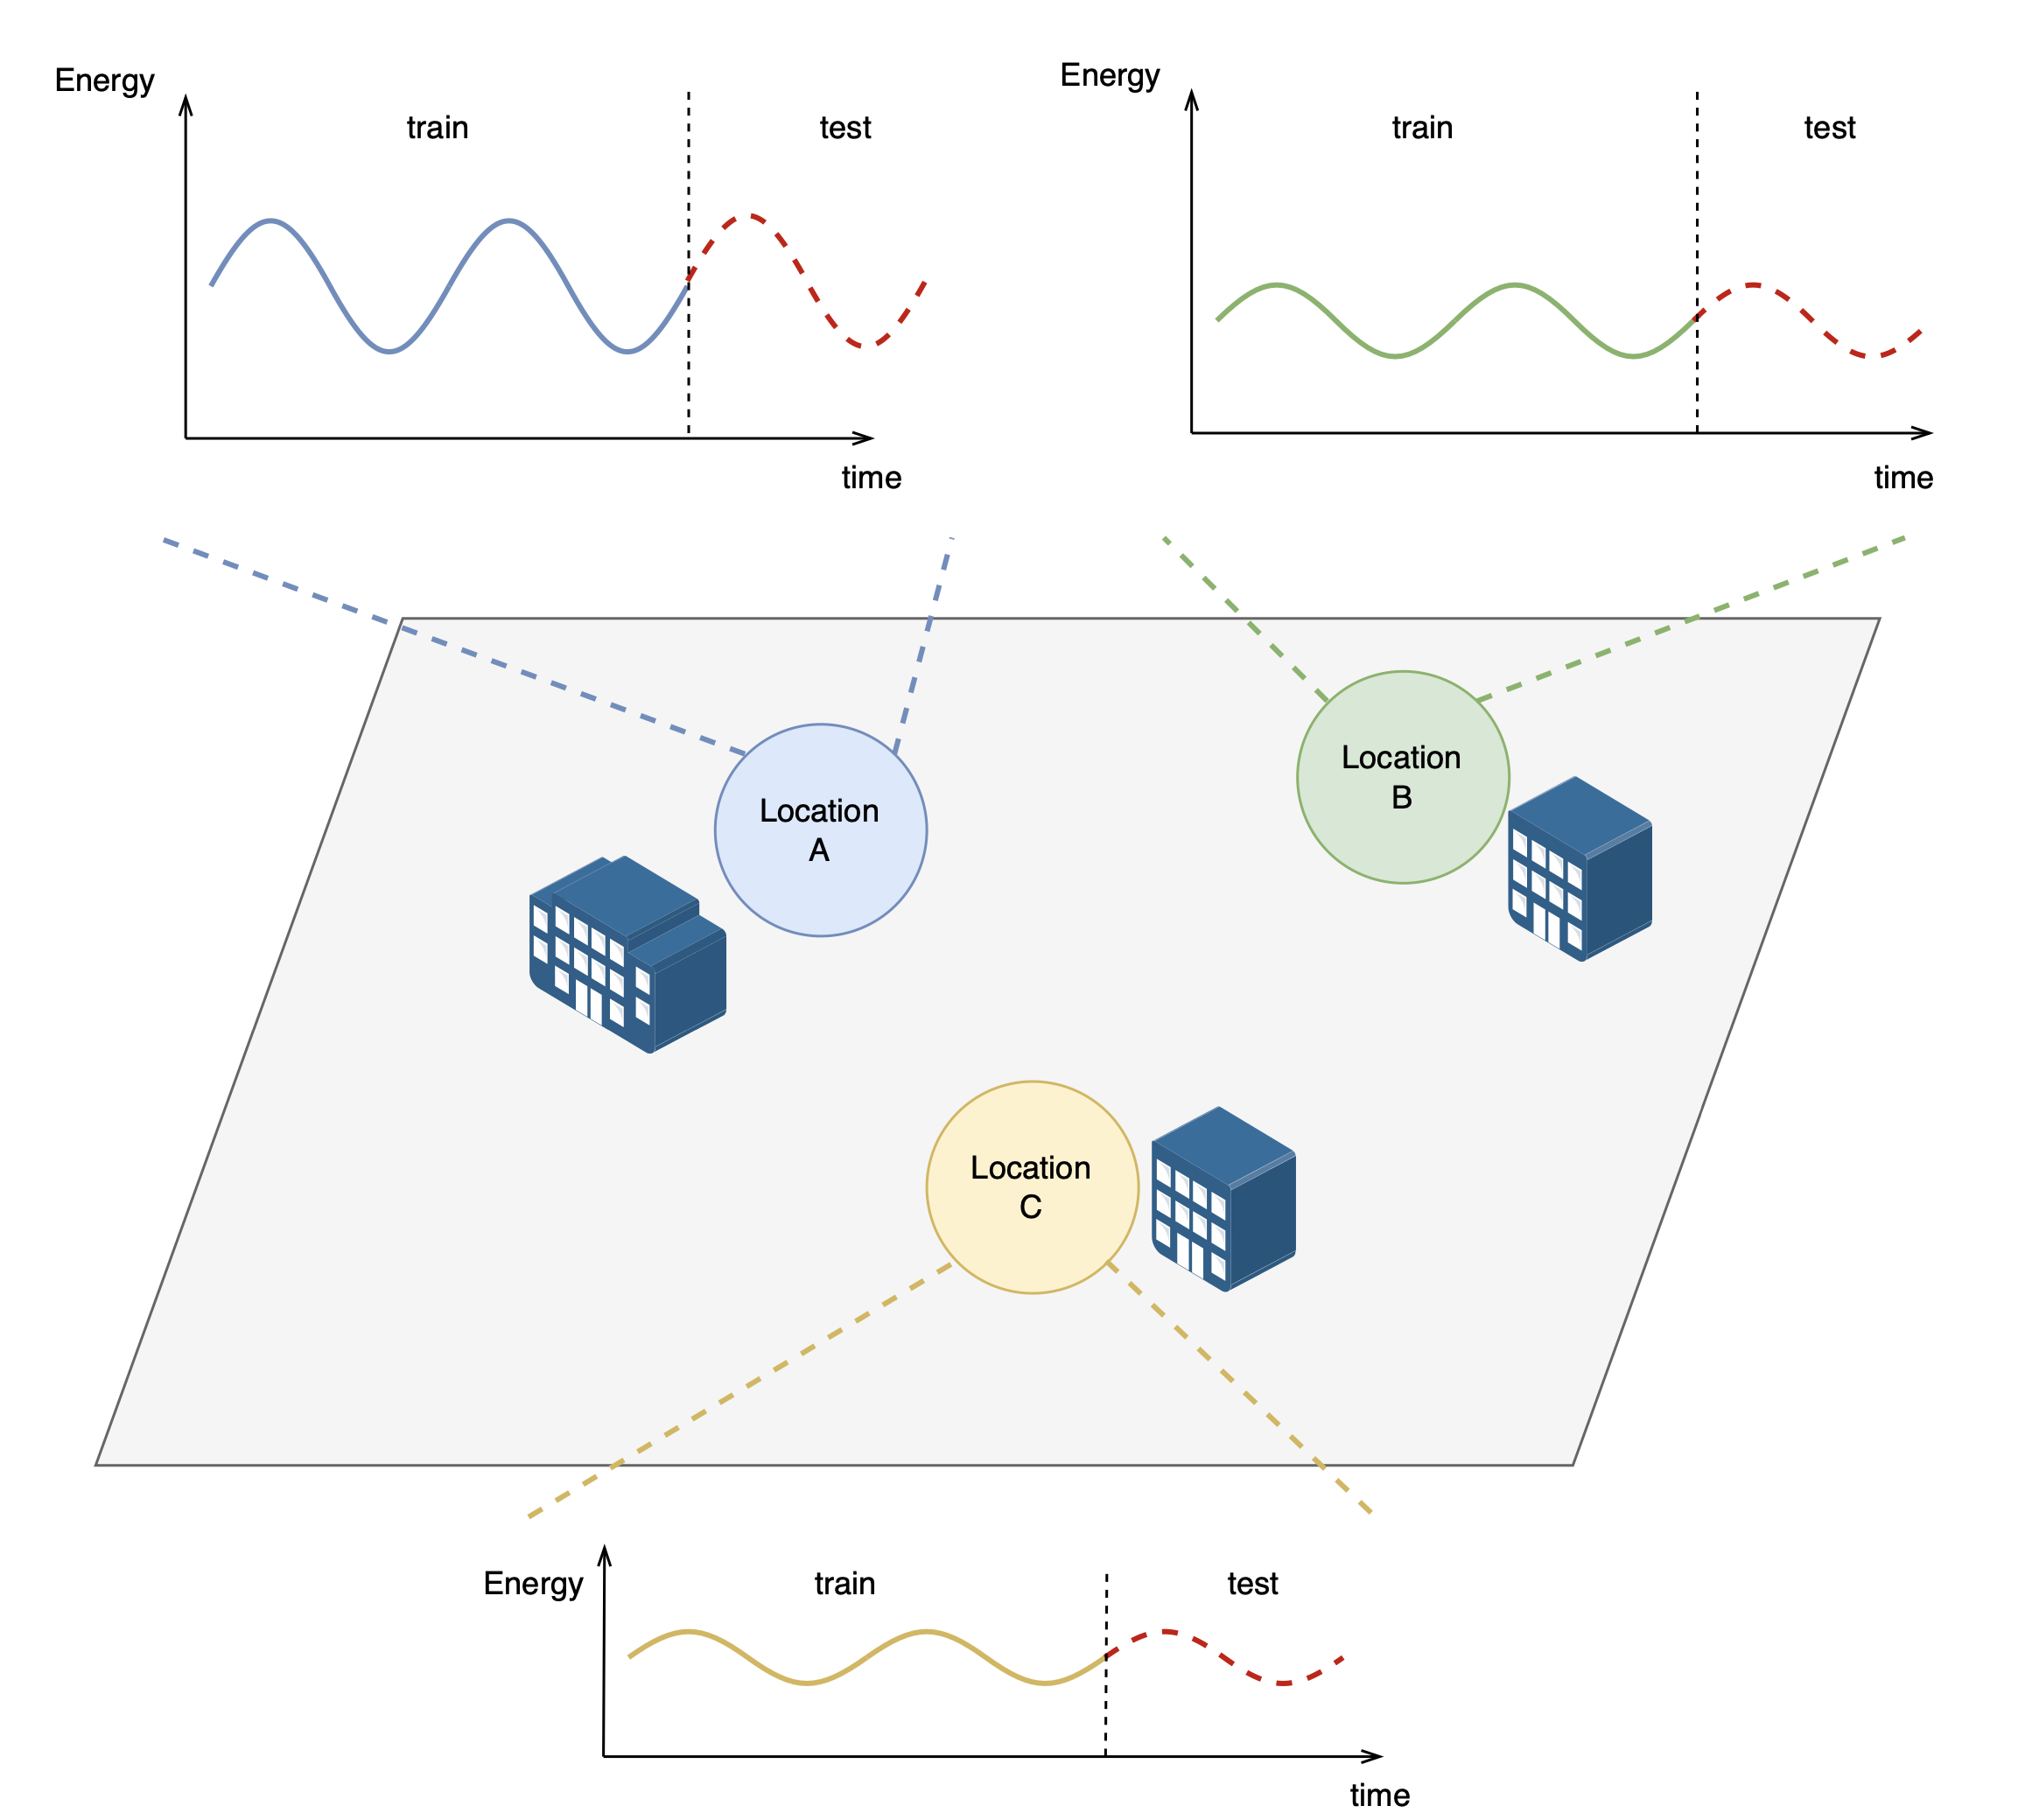 Energy
train
test
time
Energy
train
test
time
Location
A
Location
B
Location
C
Energy
train
test
time